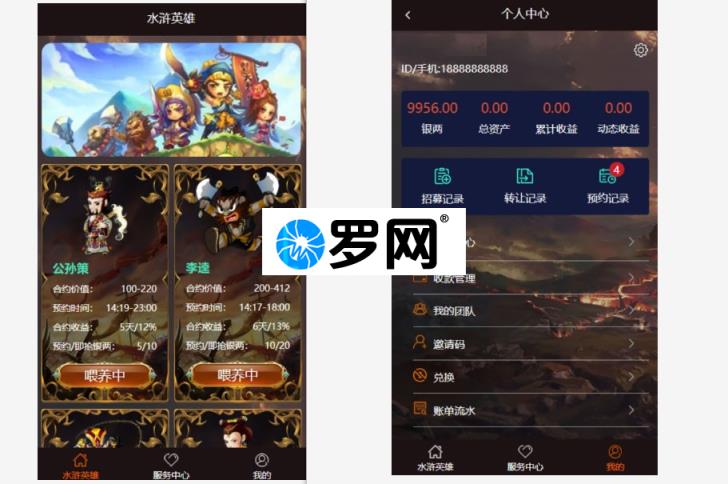 水浒英雄
公孙策
合约价值: 100-220
预约时间: 14:19-23:00
合约收益: 5天/12%
预约/即抢银两: 5/10
喂养中
李逵
合约价值: 200-412
预约时间: 14:17-18:00
合约收益: 6天/13%
预约/即抢银两: 10/20
喂养中
水浒英雄 服务中心 我的
罗网®
个人中心
ID/手机:18888888888
9956.00 0.00 0.00 0.00
银两 总资产 累计收益 动态收益
4
招募记录 转让记录 预约记录
心
收款管理
我的团队
邀请码
兑换
账单流水
水浒英雄 服务中心 我的